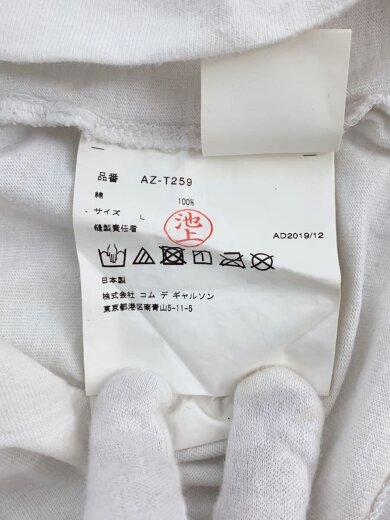 品番 AZ-T259
綿 100%
サイズ L
縫製責任者 池上
AD2019/12
日本製
株式会社 コム デ ギャルソン
東京都港区南青山5-11-5